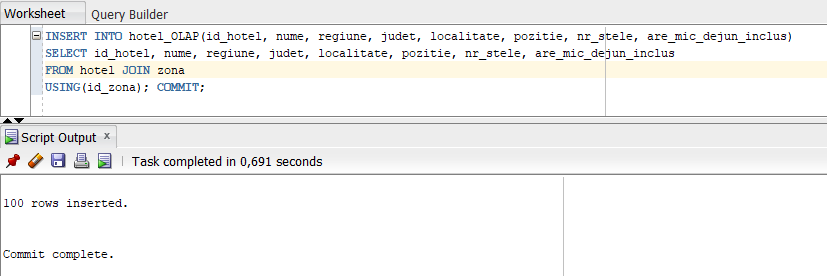 Worksheet Query Builder
INSERT INTO hotel_OLAP(id_hotel, nume, regiune, judet, localitate, pozitie, nr_stele, are_mic_dejun_inclus)
SELECT id_hotel, nume, regiune, judet, localitate, pozitie, nr_stele, are_mic_dejun_inclus
FROM hotel JOIN zona
USING(id_zona); COMMIT;
Script Output x
Task completed in 0,691 seconds
100 rows inserted.
Commit complete.